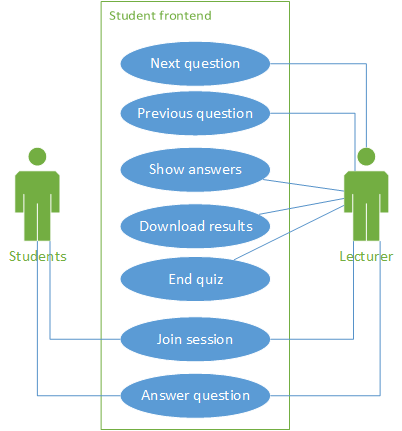 Student frontend
Next question
Previous question
Show answers
Download results
End quiz
Join session
Answer question
Students
Lecturer